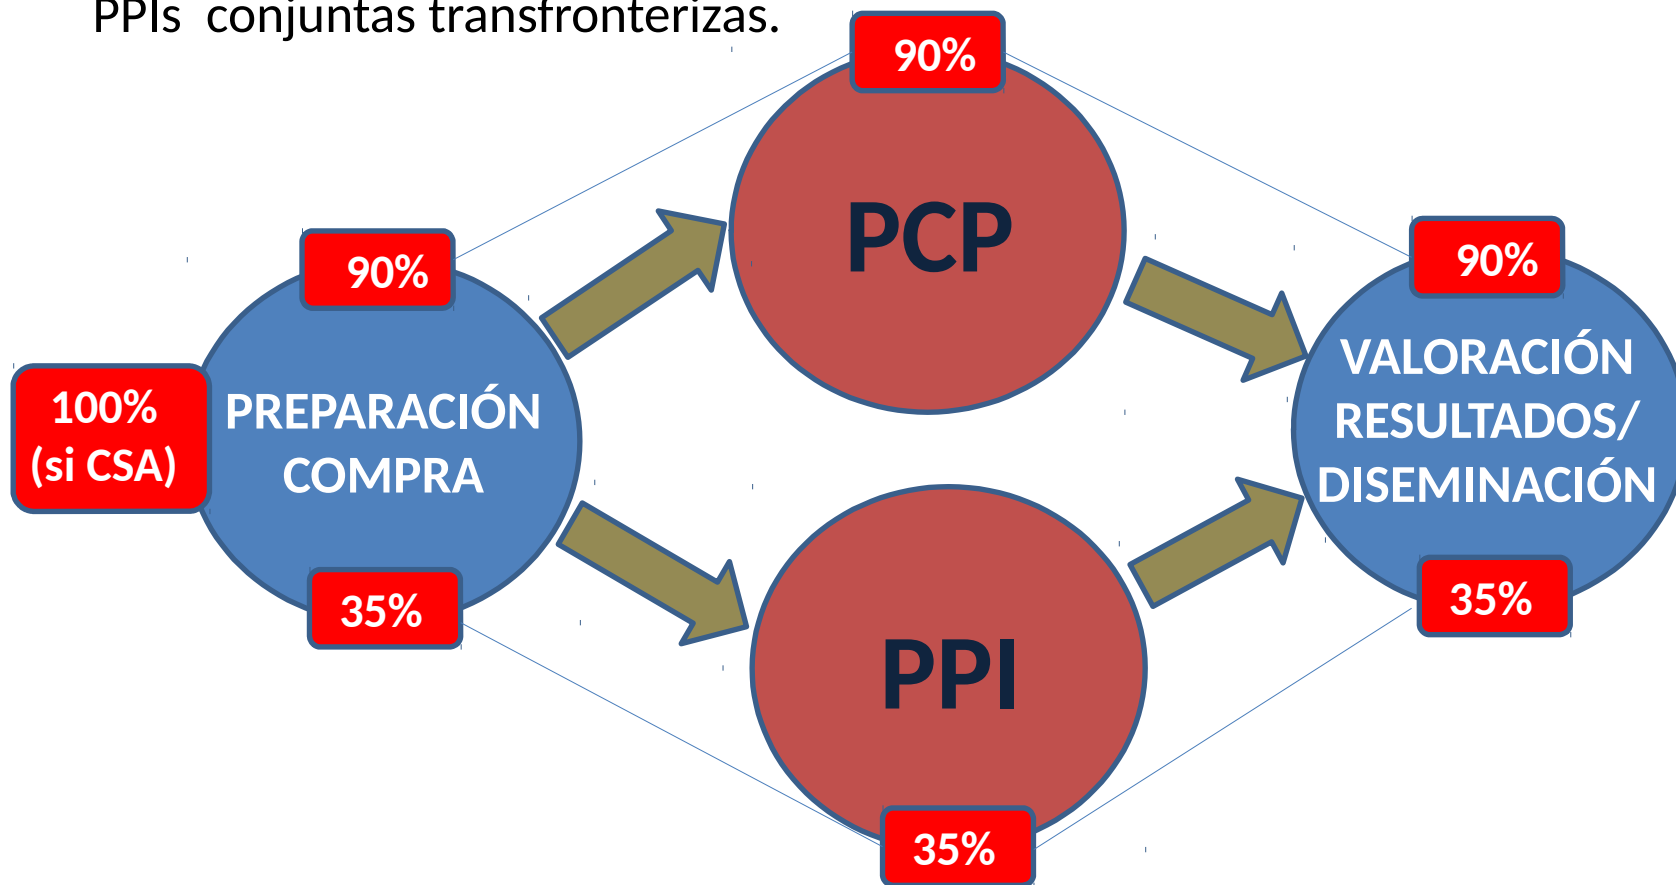 PPIs  conjuntas transfronterizas.
90%
PCP
90%
100%
(si CSA)
PREPARACIÓN
COMPRA
35%
90%
VALORACIÓN
RESULTADOS/
DISEMINACIÓN
35%
PPI
35%